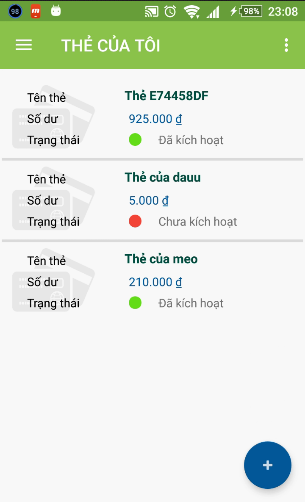 98 98% 23:08
THẺ CỦA TÔI
Tên thẻ Thẻ E74458DF
Số dư 925.000 ₫
Trạng thái Đã kích hoạt
Tên thẻ Thẻ của dauu
Số dư 5.000 ₫
Trạng thái Chưa kích hoạt
Tên thẻ Thẻ của meo
Số dư 210.000 ₫
Trạng thái Đã kích hoạt
+